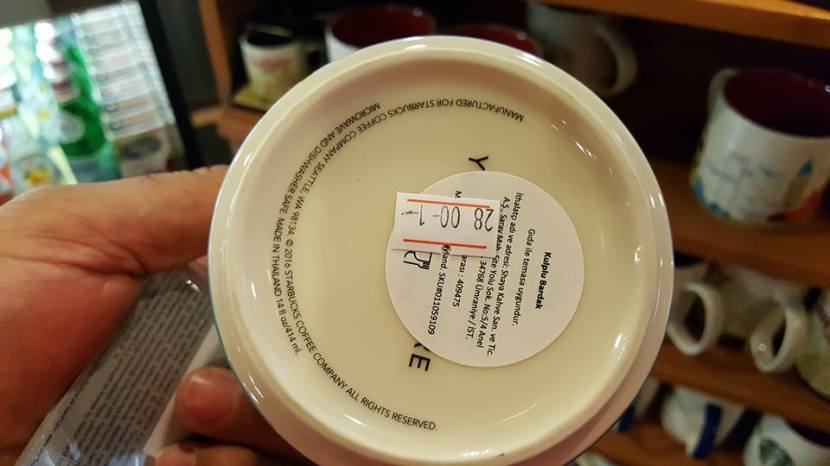 MANUFACTURED FOR STARBUCKS COFFEE COMPANY SEATTLE, WA 98134. © 2016 STARBUCKS COFFEE COMPANY ALL RIGHTS RESERVED.
MICROWAVE AND DISHWASHER SAFE. MADE IN THAILAND 14 fl oz/414 ml.
Y
RE
Kulplu Bardak
Gıda ile temasa uygundur.
İthalatçı adı ve adresi: Shaya Kahve San. ve Tic.
A.Ş. Saray Mah. Site Yolu Sok. No:5/4 Anel
34768 Ümraniye / İST.
: 409475
SKU#011059109
28 00-1